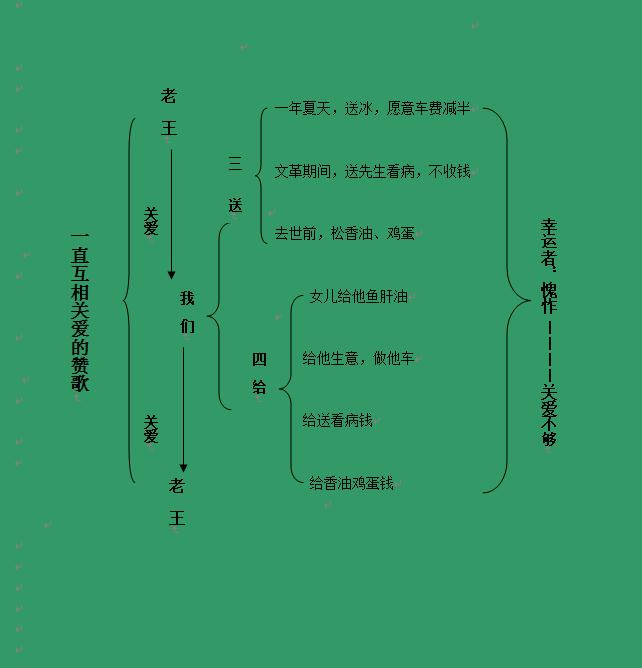 一直互相关爱的赞歌
老王
关爱
我们
关爱
老王
三送
一年夏天，送冰，愿意车费减半
文革期间，送先生看病，不收钱
去世前，松香油、鸡蛋
四给
女儿给他鱼肝油
给他生意，做他车
给送看病钱
给香油鸡蛋钱
幸运者：愧怍————关爱不够